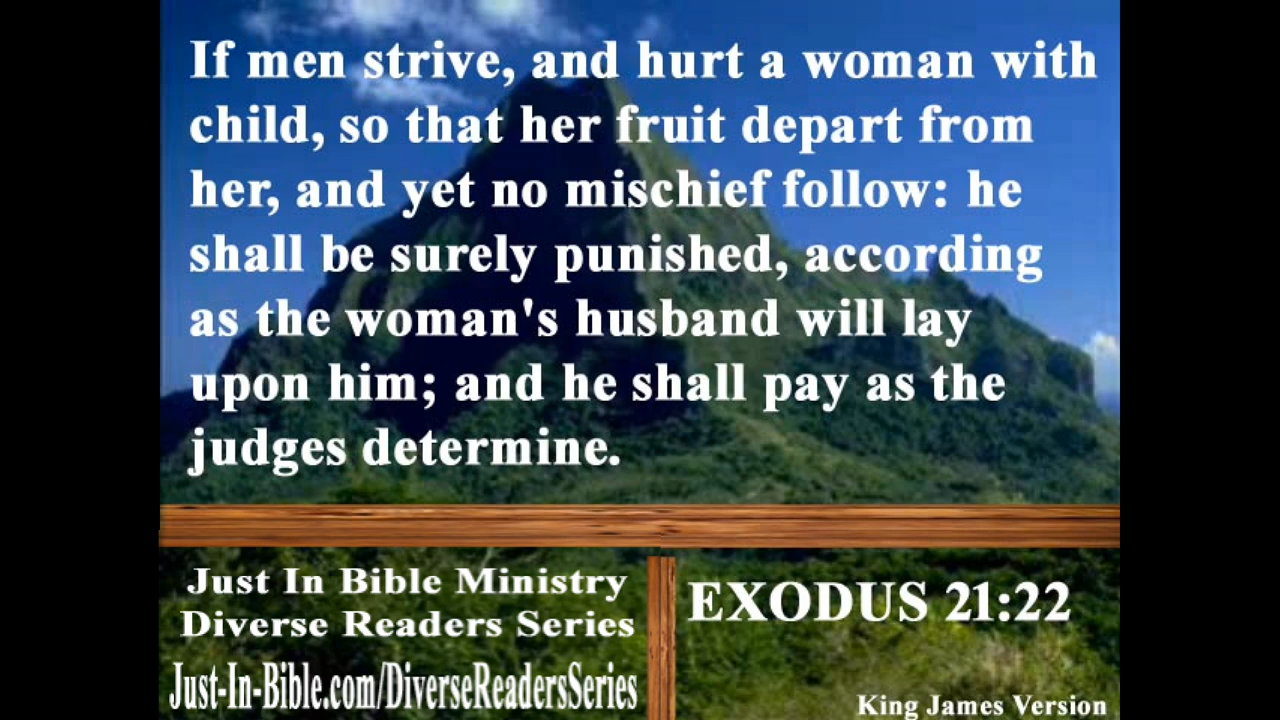 If men strive, and hurt a woman with
child, so that her fruit depart from
her, and yet no mischief follow: he
shall be surely punished, according
as the woman's husband will lay
upon him; and he shall pay as the
judges determine.
Just In Bible Ministry
Diverse Readers Series
Just-In-Bible.com/DiverseReadersSeries
EXODUS 21:22
King James Version